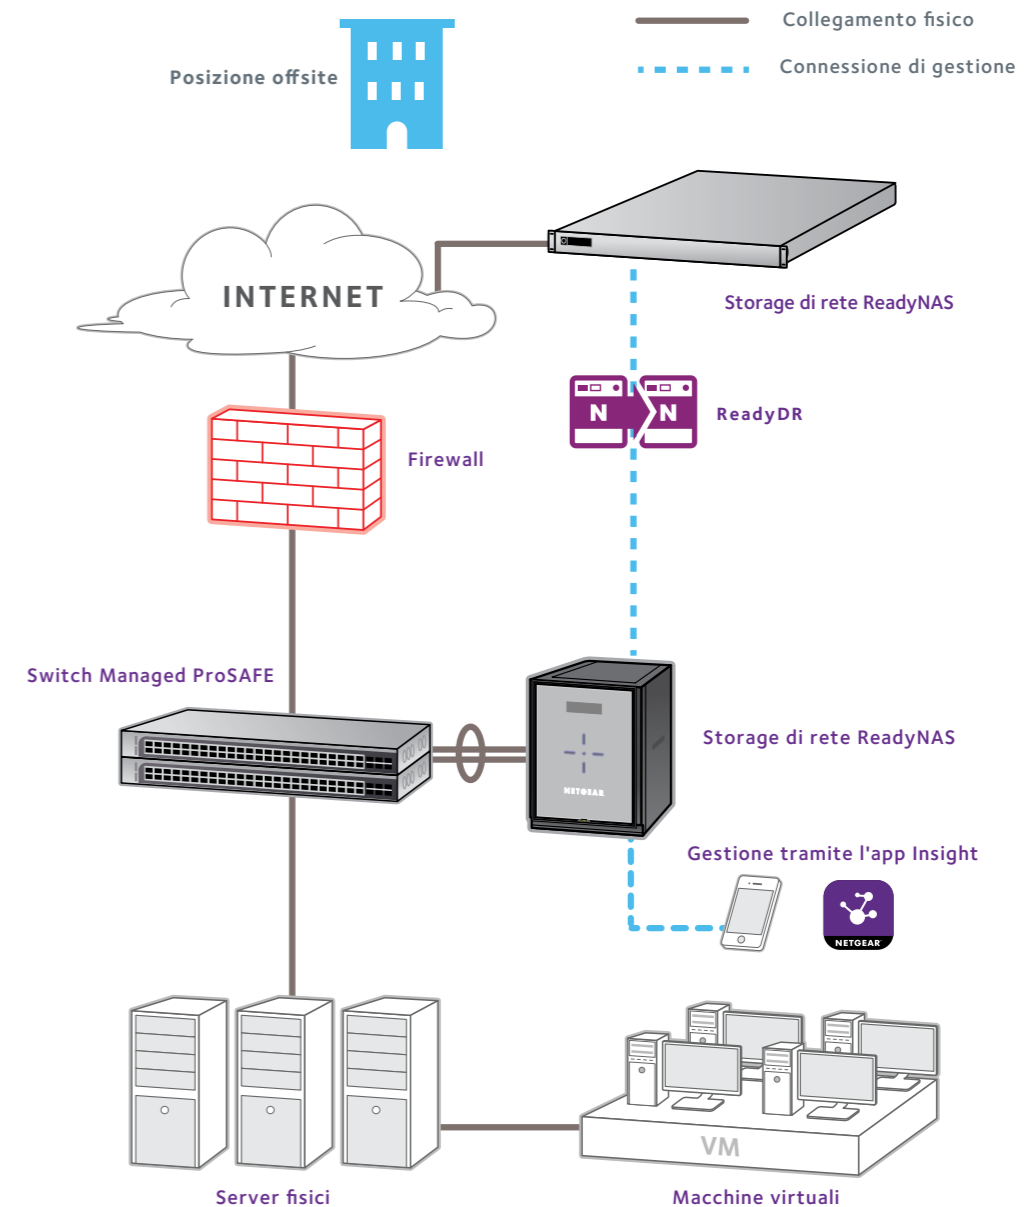 Collegamento fisico
Posizione offsite
Connessione di gestione
INTERNET
Storage di rete ReadyNAS
N N
ReadyDR
Firewall
Switch Managed ProSAFE
Storage di rete ReadyNAS
NETGEAR
Gestione tramite l'app Insight
NETGEAR
VM
Server fisici
Macchine virtuali